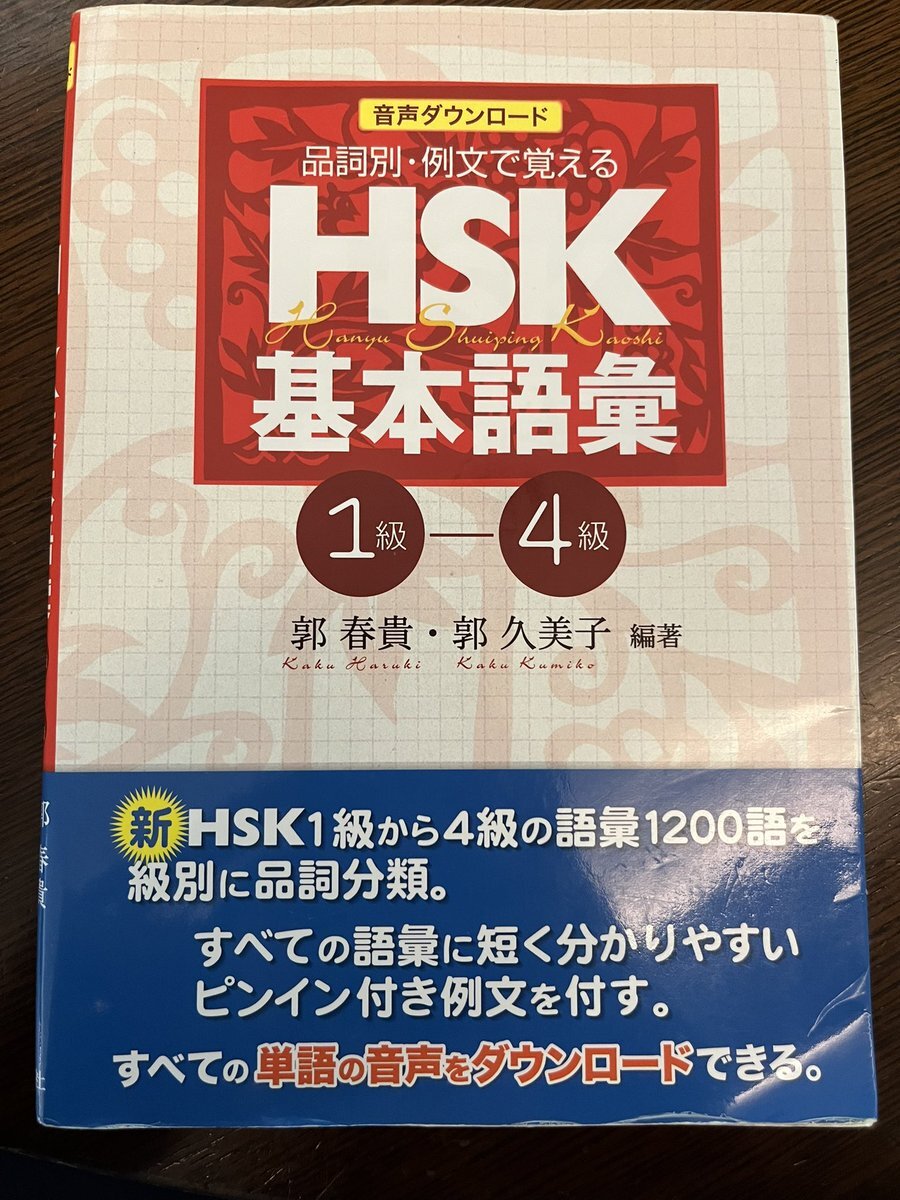 音声ダウンロード
品詞別・例文で覚える
HSK
Hanyu Shuiping Kaoshi
基本語彙
1級—4級
郭 春貴・郭 久美子 編著
Kaku Haruki Kaku Kumiko
新HSK1級から4級の語彙1200語を
級別に品詞分類。
すべての語彙に短く分かりやすい
ピンイン付き例文を付す。
すべての単語の音声をダウンロードできる。